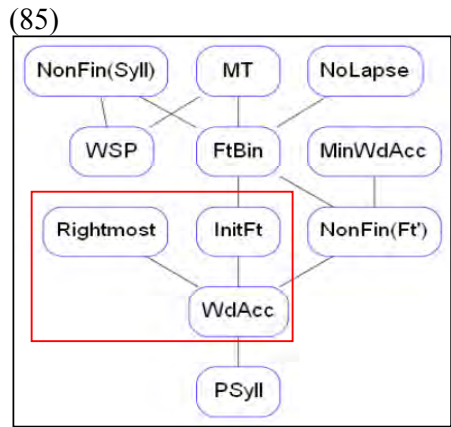 (85)
NonFin(Syll) MT NoLapse
WSP FtBin MinWdAcc
Rightmost InitFt NonFin(Ft')
WdAcc
PSyll